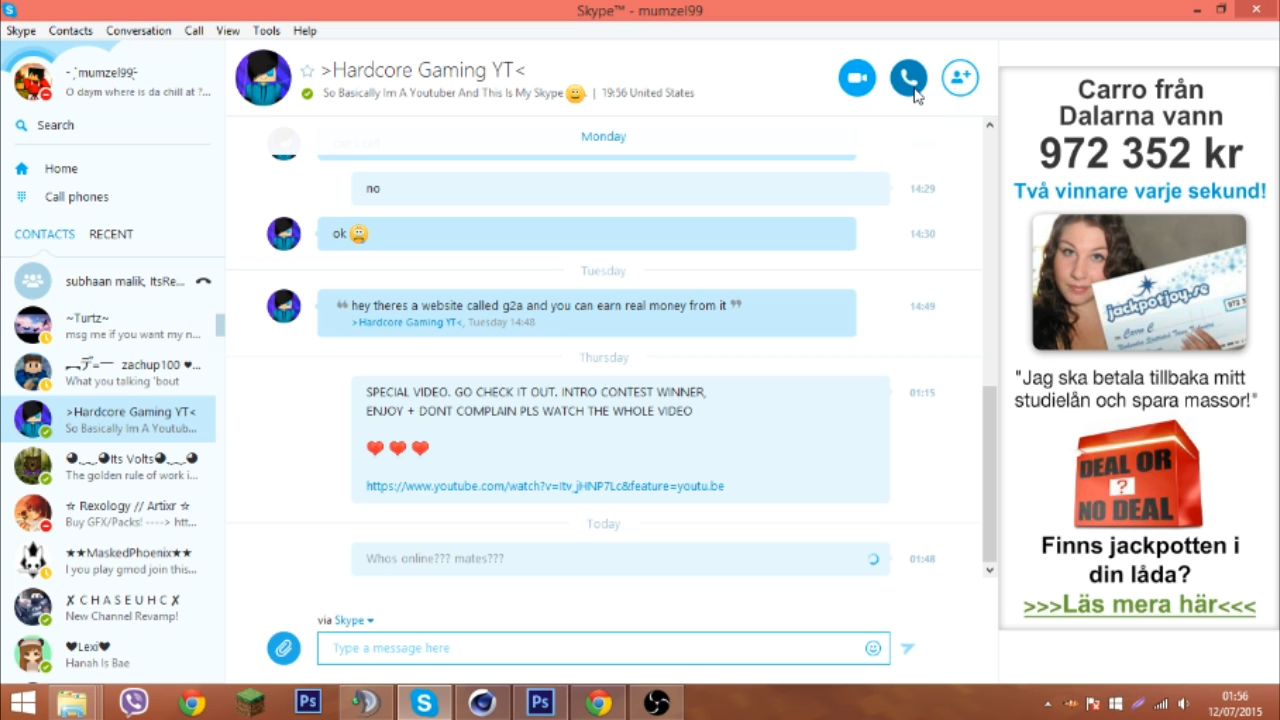 Skype™ - mumzel99
Skype Contacts Conversation Call View Tools Help
- ¸`mumzel99¸-
O daym where is da chill at ?...
Search
Home
Call phones
CONTACTS RECENT
subhaan malik, ItsRe...
~Turtz~
msg me if you want my n...
zachup100 ♥...
What you talking 'bout
>Hardcore Gaming YT<
So Basically Im A Youtub...
Its Volts
The golden rule of work i...
☆ Rexology // Artixr ☆
Buy GFX/Packs! ----> htt...
★★MaskedPhoenix★★
I you play gmod join this...
✗ C H A S E U H C ✗
New Channel Revamp!
♥Lexi♥
Hanah Is Bae
>Hardcore Gaming YT<
So Basically Im A Youtuber And This Is My Skype | 19:56 United States
Monday
no 14:29
ok 14:30
Tuesday
❝ hey theres a website called g2a and you can earn real money from it ❞ 14:49
>Hardcore Gaming YT<, Tuesday 14:48
Thursday
SPECIAL VIDEO. GO CHECK IT OUT. INTRO CONTEST WINNER, 01:15
ENJOY + DONT COMPLAIN PLS WATCH THE WHOLE VIDEO
https://www.youtube.com/watch?v=Itv_jHNP7Lc&feature=youtu.be
Today
Whos online??? mates??? 01:48
via Skype
Type a message here
Carro från
Dalarna vann
972 352 kr
Två vinnare varje sekund!
jackpotjoy.se
"Jag ska betala tillbaka mitt
studielån och spara massor!"
DEAL OR
?
NO DEAL
Finns jackpotten i
din låda?
>>>Läs mera här<<<
Ps
Ps
01:56
12/07/2015